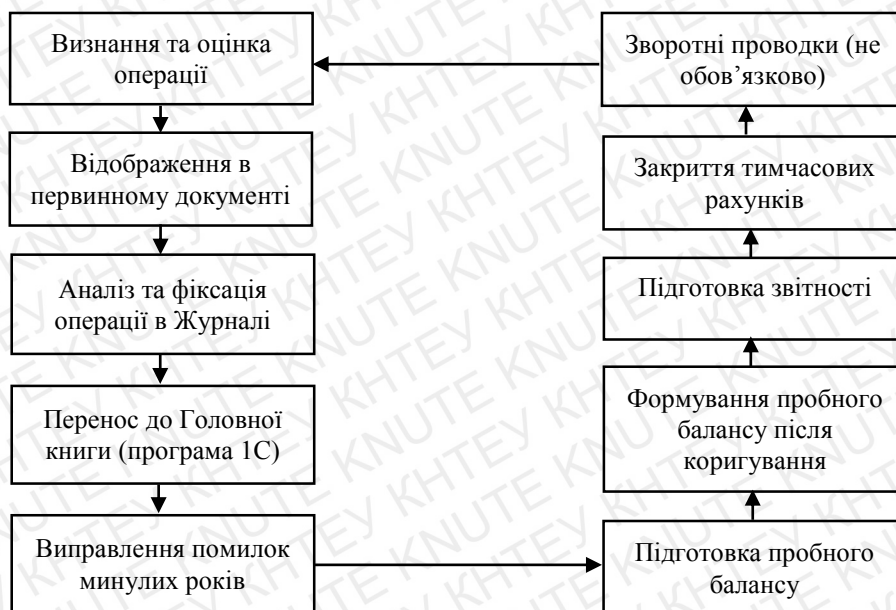 Визнання та оцінка
операції
Відображення в
первинному документі
Аналіз та фіксація
операції в Журналі
Перенос до Головної
книги (програма 1С)
Виправлення помилок
минулих років
Підготовка пробного
балансу
Формування пробного
балансу після
коригування
Підготовка звітності
Закриття тимчасових
рахунків
Зворотні проводки (не
обов’язково)